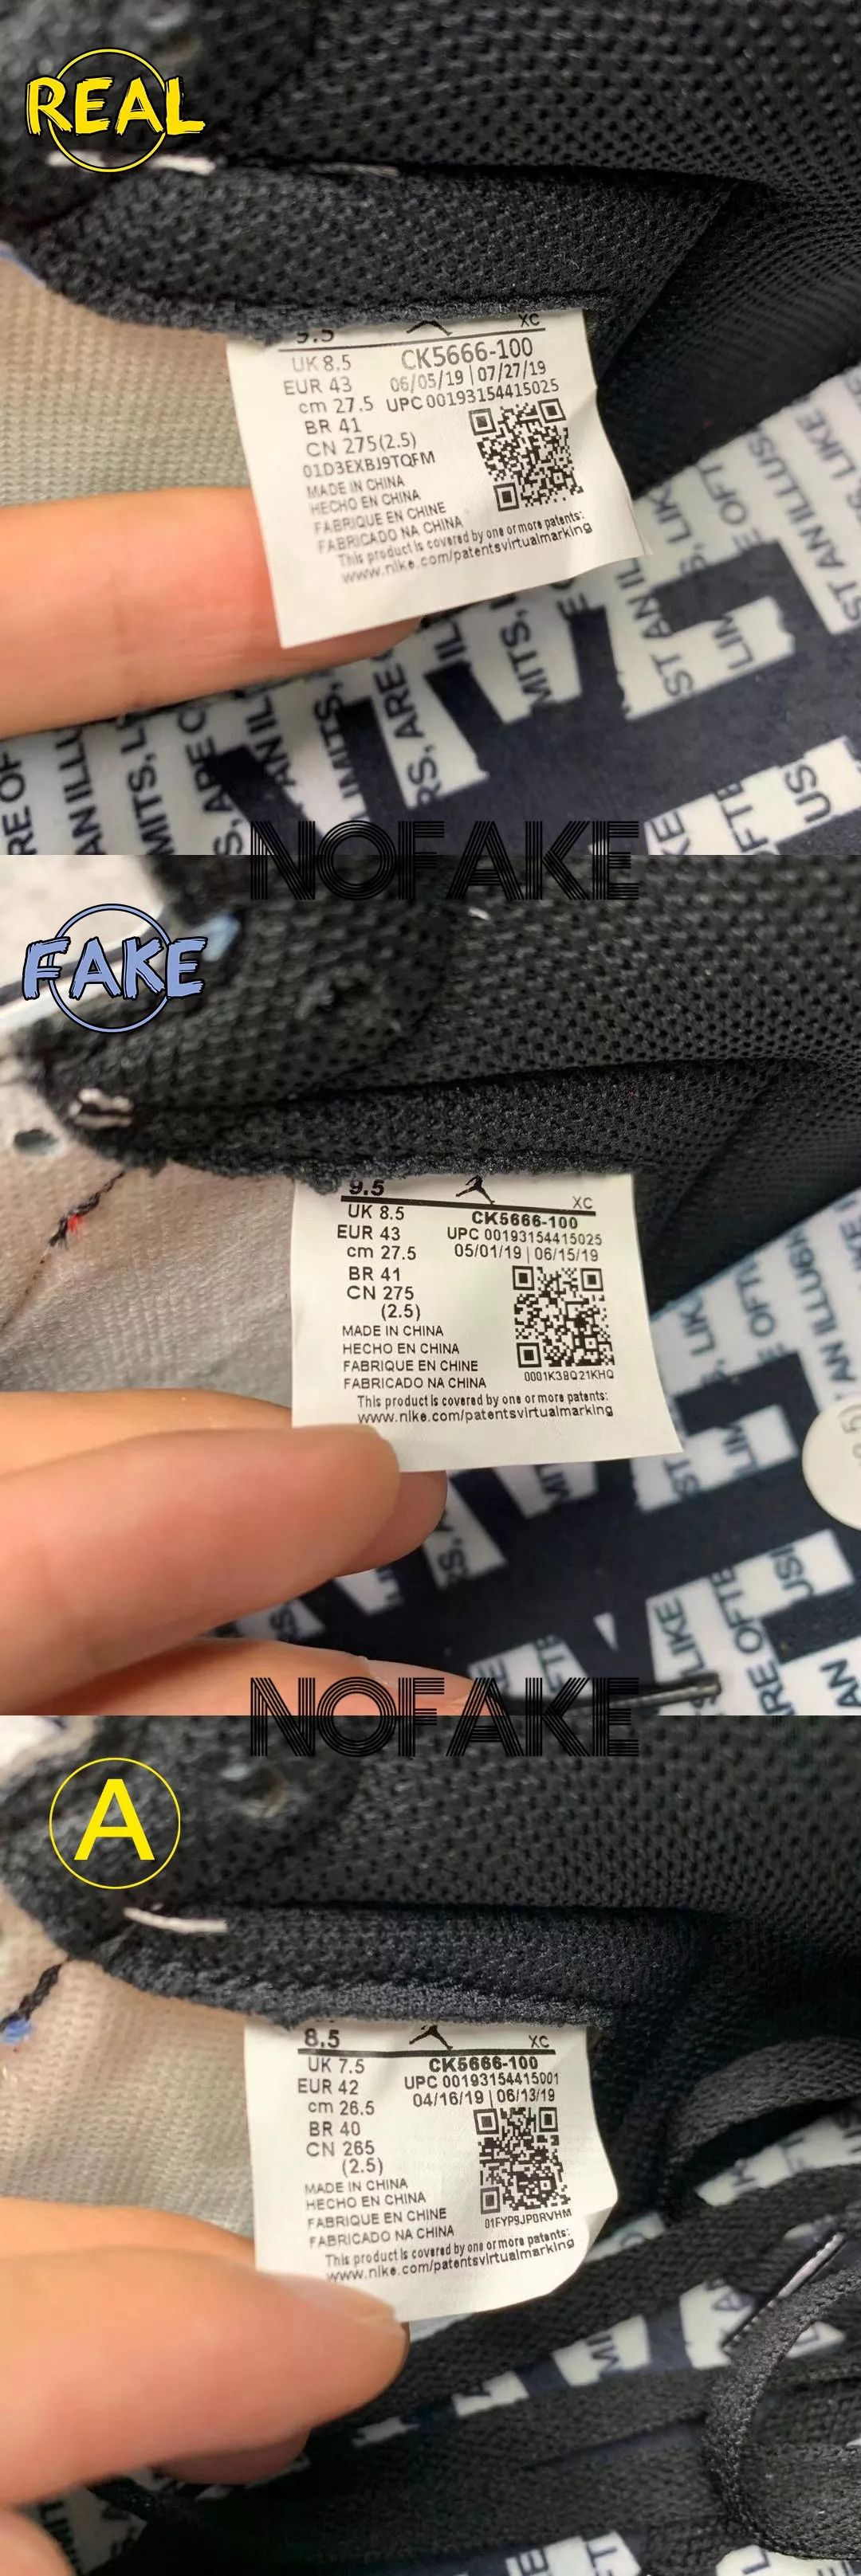 REAL
9.5 XC
UK 8.5 CK5666-100
EUR 43 06/05/19 | 07/27/19
cm 27.5 UPC 00193154415025
BR 41
CN 275(2.5)
01D3EXBJ9TQFM
MADE IN CHINA
HECHO EN CHINA
FABRIQUE EN CHINE
FABRICADO NA CHINA
This product is covered by one or more patents:
www.nike.com/patentsvirtualmarking
NOFAKE
FAKE
9.5 XC
UK 8.5 CK5666-100
EUR 43 UPC 00193154415025
cm 27.5 05/01/19 | 06/15/19
BR 41
CN 275
(2.5)
MADE IN CHINA
HECHO EN CHINA
FABRIQUE EN CHINE
0001K38Q21KHQ
FABRICADO NA CHINA
This product is covered by one or more patents:
www.nike.com/patentsvirtualmarking
NOFAKE
A
8.5 XC
UK 7.5 CK5666-100
EUR 42 UPC 00193154415001
cm 26.5 04/16/19 | 06/13/19
BR 40
CN 265
(2.5)
MADE IN CHINA
HECHO EN CHINA
FABRIQUE EN CHINE 01FYP9JPDRVHM
FABRICADO NA CHINA
This product is covered by one or more patents:
www.nike.com/patentsvirtualmarking